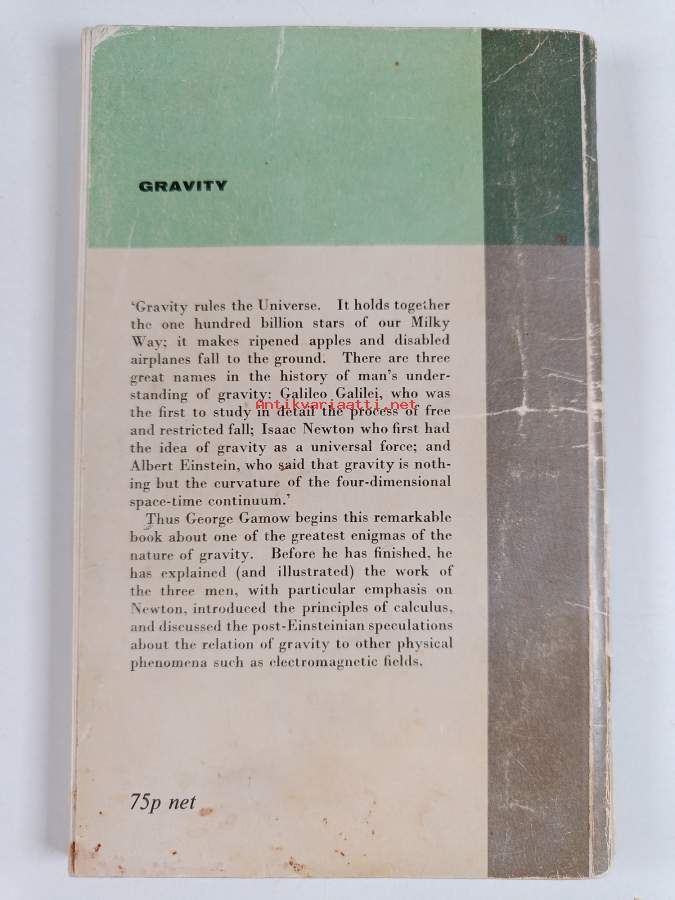 GRAVITY
'Gravity rules the Universe. It holds together
the one hundred billion stars of our Milky
Way; it makes ripened apples and disabled
airplanes fall to the ground. There are three
great names in the history of man's under-
standing of gravity: Galileo Galilei, who was
Antikvariaatti.net
the first to study in detail the process of free
and restricted fall; Isaac Newton who first had
the idea of gravity as a universal force; and
Albert Einstein, who said that gravity is noth-
ing but the curvature of the four-dimensional
space-time continuum.'
Thus George Gamow begins this remarkable
book about one of the greatest enigmas of the
nature of gravity. Before he has finished, he
has explained (and illustrated) the work of
the three men, with particular emphasis on
Newton, introduced the principles of calculus,
and discussed the post-Einsteinian speculations
about the relation of gravity to other physical
phenomena such as electromagnetic fields.
75p net